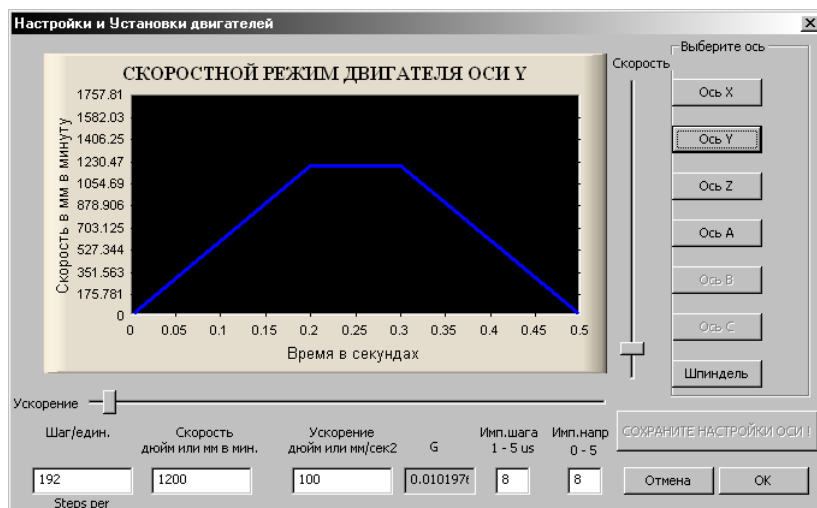 Настройки и Установки двигателей
СКОРОСТНОЙ РЕЖИМ ДВИГАТЕЛЯ ОСИ Y
Скорость в мм в минуту
1757.81
1582.03
1406.25
1230.47
1054.69
878.906
703.125
527.344
351.563
175.781
0
0 0.05 0.1 0.15 0.2 0.25 0.3 0.35 0.4 0.45 0.5
Время в секундах
Скорость
Выберите ось
Ось X
Ось Y
Ось Z
Ось A
Ось B
Ось C
Шпиндель
Ускорение
Шаг/един.
Скорость
дюйм или мм в мин.
Ускорение
дюйм или мм/сек2
G
Имп.шага
1 - 5 us
Имп.напр
0 - 5
192
1200
100
0.010197
8
8
Steps per
СОХРАНИТЕ НАСТРОЙКИ ОСИ !
Отмена
OK